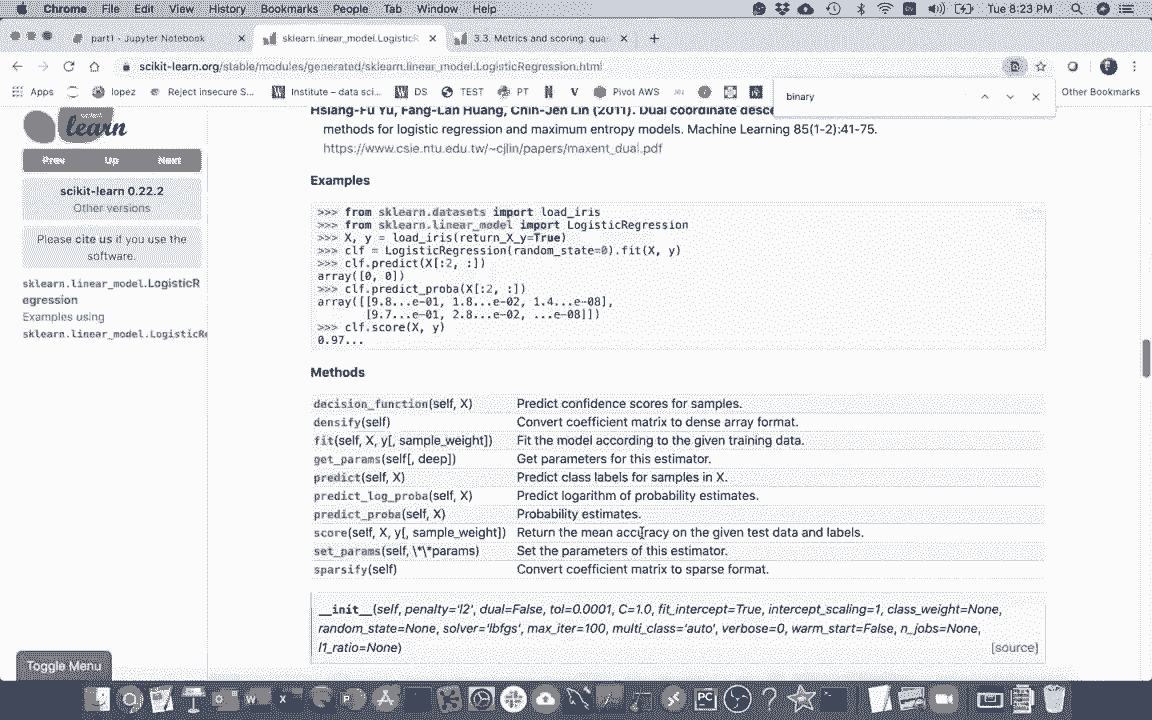 Chrome File Edit View History Bookmarks People Tab Window Help Tue 8:23 PM
part1 - Jupyter Notebook sklearn.linear_model.LogisticR 3.3. Metrics and scoring: qua
scikit-learn.org/stable/modules/generated/sklearn.linear_model.LogisticRegression.html
Apps lopez Reject insecure S... Institute – data sci... DS TEST PT N V Pivot AWS Other Bookmarks
binary
learn
Prev Up Next
scikit-learn 0.22.2
Other versions
Please cite us if you use the
software.
sklearn.linear_model.LogisticR
egression
Examples using
sklearn.linear_model.LogisticRe
Toggle Menu
Hsiang-Fu Yu, Fang-Lan Huang, Chih-Jen Lin (2011). Dual coordinate desce
methods for logistic regression and maximum entropy models. Machine Learning 85(1-2):41-75.
https://www.csie.ntu.edu.tw/~cjlin/papers/maxent_dual.pdf
Examples
>>> from sklearn.datasets import load_iris
>>> from sklearn.linear_model import LogisticRegression
>>> X, y = load_iris(return_X_y=True)
>>> clf = LogisticRegression(random_state=0).fit(X, y)
>>> clf.predict(X[:2, :])
array([0, 0])
>>> clf.predict_proba(X[:2, :])
array([[9.8...e-01, 1.8...e-02, 1.4...e-08],
[9.7...e-01, 2.8...e-02, ...e-08]])
>>> clf.score(X, y)
0.97...
Methods
decision_function(self, X) Predict confidence scores for samples.
densify(self) Convert coefficient matrix to dense array format.
fit(self, X, y[, sample_weight]) Fit the model according to the given training data.
get_params(self[, deep]) Get parameters for this estimator.
predict(self, X) Predict class labels for samples in X.
predict_log_proba(self, X) Predict logarithm of probability estimates.
predict_proba(self, X) Probability estimates.
score(self, X, y[, sample_weight]) Return the mean accuracy on the given test data and labels.
set_params(self, \*\*params) Set the parameters of this estimator.
sparsify(self) Convert coefficient matrix to sparse format.
__init__(self, penalty='l2', dual=False, tol=0.0001, C=1.0, fit_intercept=True, intercept_scaling=1, class_weight=None,
random_state=None, solver='lbfgs', max_iter=100, multi_class='auto', verbose=0, warm_start=False, n_jobs=None,
l1_ratio=None) [source]